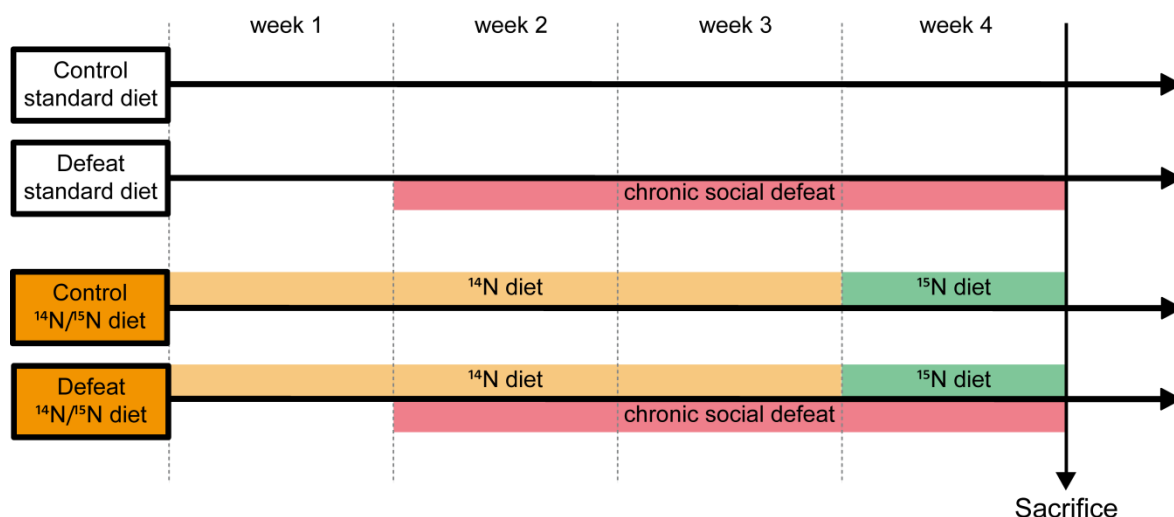 week 1 week 2 week 3 week 4
Control
standard diet
Defeat
standard diet
chronic social defeat
Control
¹⁴N/¹⁵N diet
¹⁴N diet ¹⁵N diet
Defeat
¹⁴N/¹⁵N diet
¹⁴N diet ¹⁵N diet
chronic social defeat
Sacrifice